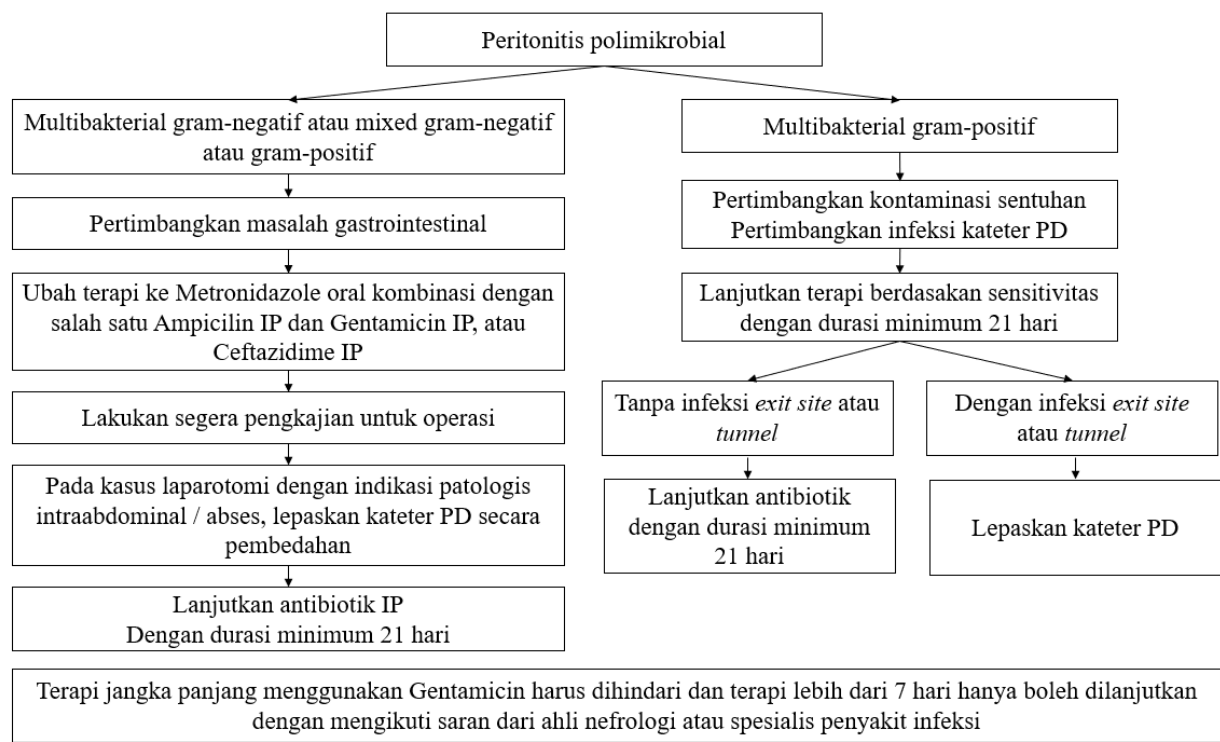 Peritonitis polimikrobial
Multibakterial gram-negatif atau mixed gram-negatif
atau gram-positif
Pertimbangkan masalah gastrointestinal
Ubah terapi ke Metronidazole oral kombinasi dengan
salah satu Ampicilin IP dan Gentamicin IP, atau
Ceftazidime IP
Lakukan segera pengkajian untuk operasi
Pada kasus laparotomi dengan indikasi patologis
intraabdominal / abses, lepaskan kateter PD secara
pembedahan
Lanjutkan antibiotik IP
Dengan durasi minimum 21 hari
Multibakterial gram-positif
Pertimbangkan kontaminasi sentuhan
Pertimbangkan infeksi kateter PD
Lanjutkan terapi berdasakan sensitivitas
dengan durasi minimum 21 hari
Tanpa infeksi exit site atau
tunnel
Lanjutkan antibiotik
dengan durasi minimum
21 hari
Dengan infeksi exit site
atau tunnel
Lepaskan kateter PD
Terapi jangka panjang menggunakan Gentamicin harus dihindari dan terapi lebih dari 7 hari hanya boleh dilanjutkan
dengan mengikuti saran dari ahli nefrologi atau spesialis penyakit infeksi